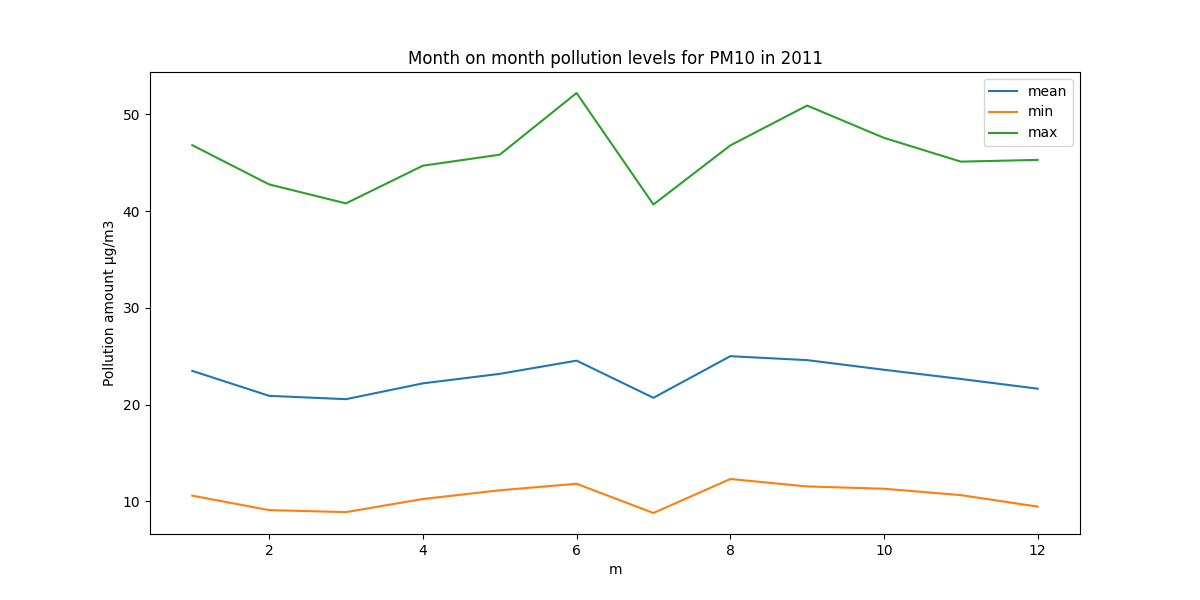 Month on month pollution levels for PM10 in 2011
mean
min
max
50
40
30
20
10
Pollution amount µg/m3
2 4 6 8 10 12
m